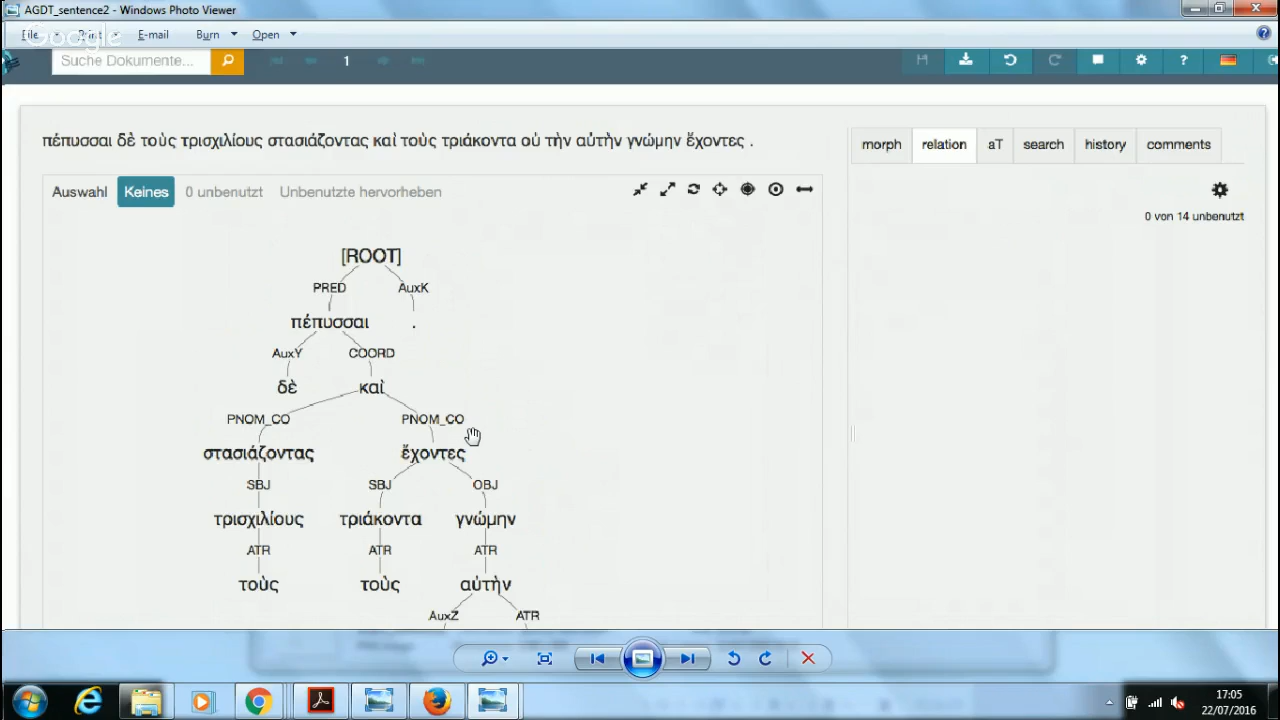 AGDT_sentence2 - Windows Photo Viewer
File Print E-mail Burn Open
Google
Suche Dokumente... 1
πέπυσσαι δὲ τοὺς τρισχιλίους στασιάζοντας καὶ τοὺς τριάκοντα οὐ τὴν αὐτὴν γνώμην ἔχοντες .
morph relation aT search history comments
Auswahl Keines 0 unbenutzt Unbenutzte hervorheben
0 von 14 unbenutzt
[ROOT]
PRED AuxK
πέπυσσαι .
AuxY COORD
δὲ καὶ
PNOM_CO PNOM_CO
στασιάζοντας ἔχοντες
SBJ SBJ OBJ
τρισχιλίους τριάκοντα γνώμην
ATR ATR ATR
τοὺς τοὺς αὐτὴν
AuxZ ATR
17:05
22/07/2016